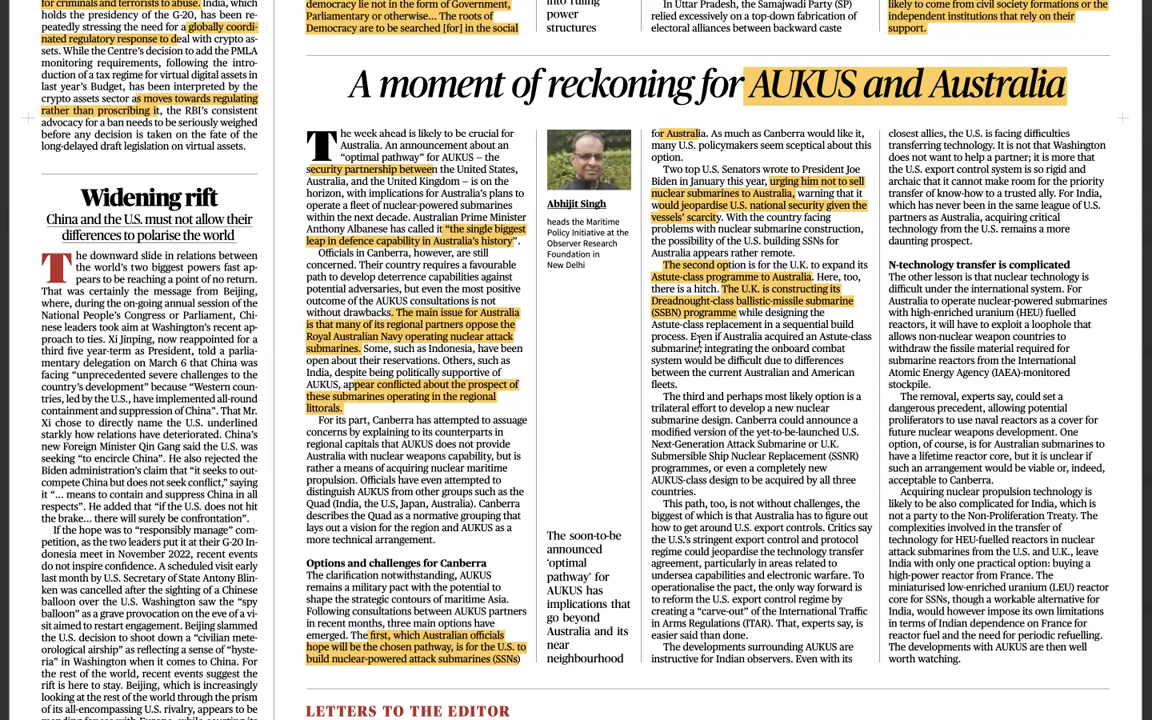 for criminals and terrorists to abuse. India, which
holds the presidency of the G-20, has been re-
peatedly stressing the need for a globally coordi-
nated regulatory response to deal with crypto as-
sets. While the Centre's decision to add the PMLA
monitoring requirements, following the intro-
duction of a tax regime for virtual digital assets in
last year's Budget, has been interpreted by the
crypto assets sector as moves towards regulating
rather than proscribing it, the RBI's consistent
advocacy for a ban needs to be seriously weighed
before any decision is taken on the fate of the
long-delayed draft legislation on virtual assets.
Widening rift
China and the U.S. must not allow their
differences to polarise the world
The downward slide in relations between
the world's two biggest powers fast ap-
pears to be reaching a point of no return.
That was certainly the message from Beijing,
where, during the on-going annual session of the
National People's Congress or Parliament, Chi-
nese leaders took aim at Washington's recent ap-
proach to ties. Xi Jinping, now reappointed for a
third five-year term as President, told a parlia-
mentary delegation on March 6 that China was
facing “unprecedented severe challenges to the
country's development” because “Western coun-
tries, led by the U.S., have implemented all-round
containment and suppression of China”. That Mr.
Xi chose to directly name the U.S. underlined
starkly how relations have deteriorated. China's
new Foreign Minister Qin Gang said the U.S. was
seeking “to encircle China”. He also rejected the
Biden administration's claim that “it seeks to out-
compete China but does not seek conflict,” saying
it “... means to contain and suppress China in all
respects”. He added that “if the U.S. does not hit
the brake... there will surely be confrontation”.
If the hope was to “responsibly manage” com-
petition, as the two leaders put it at their G-20 In-
donesia meet in November 2022, recent events
do not inspire confidence. A scheduled visit early
last month by U.S. Secretary of State Antony Blin-
ken was cancelled after the sighting of a Chinese
balloon over the U.S. Washington saw the “spy
balloon” as a grave provocation on the eve of a vi-
sit aimed to restart engagement. Beijing slammed
the U.S. decision to shoot down a “civilian mete-
orological airship” as reflecting a sense of “hyste-
ria” in Washington when it comes to China. For
the rest of the world, recent events suggest the
rift is here to stay. Beijing, which is increasingly
looking at the rest of the world through the prism
of its all-encompassing U.S. rivalry, appears to be
democracy lie not in the form of Government,
Parliamentary or otherwise... The roots of
Democracy are to be searched [for] in the social
into ruling
power
structures
In Uttar Pradesh, the Samajwadi Party (SP)
relied excessively on a top-down fabrication of
electoral alliances between backward caste
likely to come from civil society formations or the
independent institutions that rely on their
support.
A moment of reckoning for AUKUS and Australia
The week ahead is likely to be crucial for
Australia. An announcement about an
“optimal pathway” for AUKUS – the
security partnership between the United States,
Australia, and the United Kingdom – is on the
horizon, with implications for Australia's plans to
operate a fleet of nuclear-powered submarines
within the next decade. Australian Prime Minister
Anthony Albanese has called it “the single biggest
leap in defence capability in Australia's history”.
Officials in Canberra, however, are still
concerned. Their country requires a favourable
path to develop deterrence capabilities against
potential adversaries, but even the most positive
outcome of the AUKUS consultations is not
without drawbacks. The main issue for Australia
is that many of its regional partners oppose the
Royal Australian Navy operating nuclear attack
submarines. Some, such as Indonesia, have been
open about their reservations. Others, such as
India, despite being politically supportive of
AUKUS, appear conflicted about the prospect of
these submarines operating in the regional
littorals.
For its part, Canberra has attempted to assuage
concerns by explaining to its counterparts in
regional capitals that AUKUS does not provide
Australia with nuclear weapons capability, but is
rather a means of acquiring nuclear maritime
propulsion. Officials have even attempted to
distinguish AUKUS from other groups such as the
Quad (India, the U.S, Japan, Australia). Canberra
describes the Quad as a normative grouping that
lays out a vision for the region and AUKUS as a
more technical arrangement.
Options and challenges for Canberra
The clarification notwithstanding, AUKUS
remains a military pact with the potential to
shape the strategic contours of maritime Asia.
Following consultations between AUKUS partners
in recent months, three main options have
emerged. The first, which Australian officials
hope will be the chosen pathway, is for the U.S. to
build nuclear-powered attack submarines (SSNs)
Abhijit Singh
heads the Maritime
Policy Initiative at the
Observer Research
Foundation in
New Delhi
The soon-to-be
announced
‘optimal
pathway’ for
AUKUS has
implications that
go beyond
Australia and its
near
neighbourhood
for Australia. As much as Canberra would like it,
many U.S. policymakers seem sceptical about this
option.
Two top U.S. Senators wrote to President Joe
Biden in January this year, urging him not to sell
nuclear submarines to Australia, warning that it
would jeopardise U.S. national security given the
vessels' scarcity. With the country facing
problems with nuclear submarine construction,
the possibility of the U.S. building SSNs for
Australia appears rather remote.
The second option is for the U.K. to expand its
Astute-class programme to Australia. Here, too,
there is a hitch. The U.K. is constructing its
Dreadnought-class ballistic-missile submarine
(SSBN) programme while designing the
Astute-class replacement in a sequential build
process. Even if Australia acquired an Astute-class
submarine, integrating the onboard combat
system would be difficult due to differences
between the current Australian and American
fleets.
The third and perhaps most likely option is a
trilateral effort to develop a new nuclear
submarine design. Canberra could announce a
modified version of the yet-to-be-launched U.S.
Next-Generation Attack Submarine or U.K.
Submersible Ship Nuclear Replacement (SSNR)
programmes, or even a completely new
AUKUS-class design to be acquired by all three
countries.
This path, too, is not without challenges, the
biggest of which is that Australia has to figure out
how to get around U.S. export controls. Critics say
the U.S.'s stringent export control and protocol
regime could jeopardise the technology transfer
agreement, particularly in areas related to
undersea capabilities and electronic warfare. To
operationalise the pact, the only way forward is
to reform the U.S. export control regime by
creating a “carve-out” of the International Traffic
in Arms Regulations (ITAR). That, experts say, is
easier said than done.
The developments surrounding AUKUS are
instructive for Indian observers. Even with its
closest allies, the U.S. is facing difficulties
transferring technology. It is not that Washington
does not want to help a partner; it is more that
the U.S. export control system is so rigid and
archaic that it cannot make room for the priority
transfer of know-how to a trusted ally. For India,
which has never been in the same league of U.S.
partners as Australia, acquiring critical
technology from the U.S. remains a more
daunting prospect.
N-technology transfer is complicated
The other lesson is that nuclear technology is
difficult under the international system. For
Australia to operate nuclear-powered submarines
with high-enriched uranium (HEU) fuelled
reactors, it will have to exploit a loophole that
allows non-nuclear weapon countries to
withdraw the fissile material required for
submarine reactors from the International
Atomic Energy Agency (IAEA)-monitored
stockpile.
The removal, experts say, could set a
dangerous precedent, allowing potential
proliferators to use naval reactors as a cover for
future nuclear weapons development. One
option, of course, is for Australian submarines to
have a lifetime reactor core, but it is unclear if
such an arrangement would be viable or, indeed,
acceptable to Canberra.
Acquiring nuclear propulsion technology is
likely to be also complicated for India, which is
not a party to the Non-Proliferation Treaty. The
complexities involved in the transfer of
technology for HEU-fuelled reactors in nuclear
attack submarines from the U.S. and U.K., leave
India with only one practical option: buying a
high-power reactor from France. The
miniaturised low-enriched uranium (LEU) reactor
core for SSNs, though a workable alternative for
India, would however impose its own limitations
in terms of Indian dependence on France for
reactor fuel and the need for periodic refuelling.
The developments with AUKUS are then well
worth watching.
LETTERS TO THE EDITOR